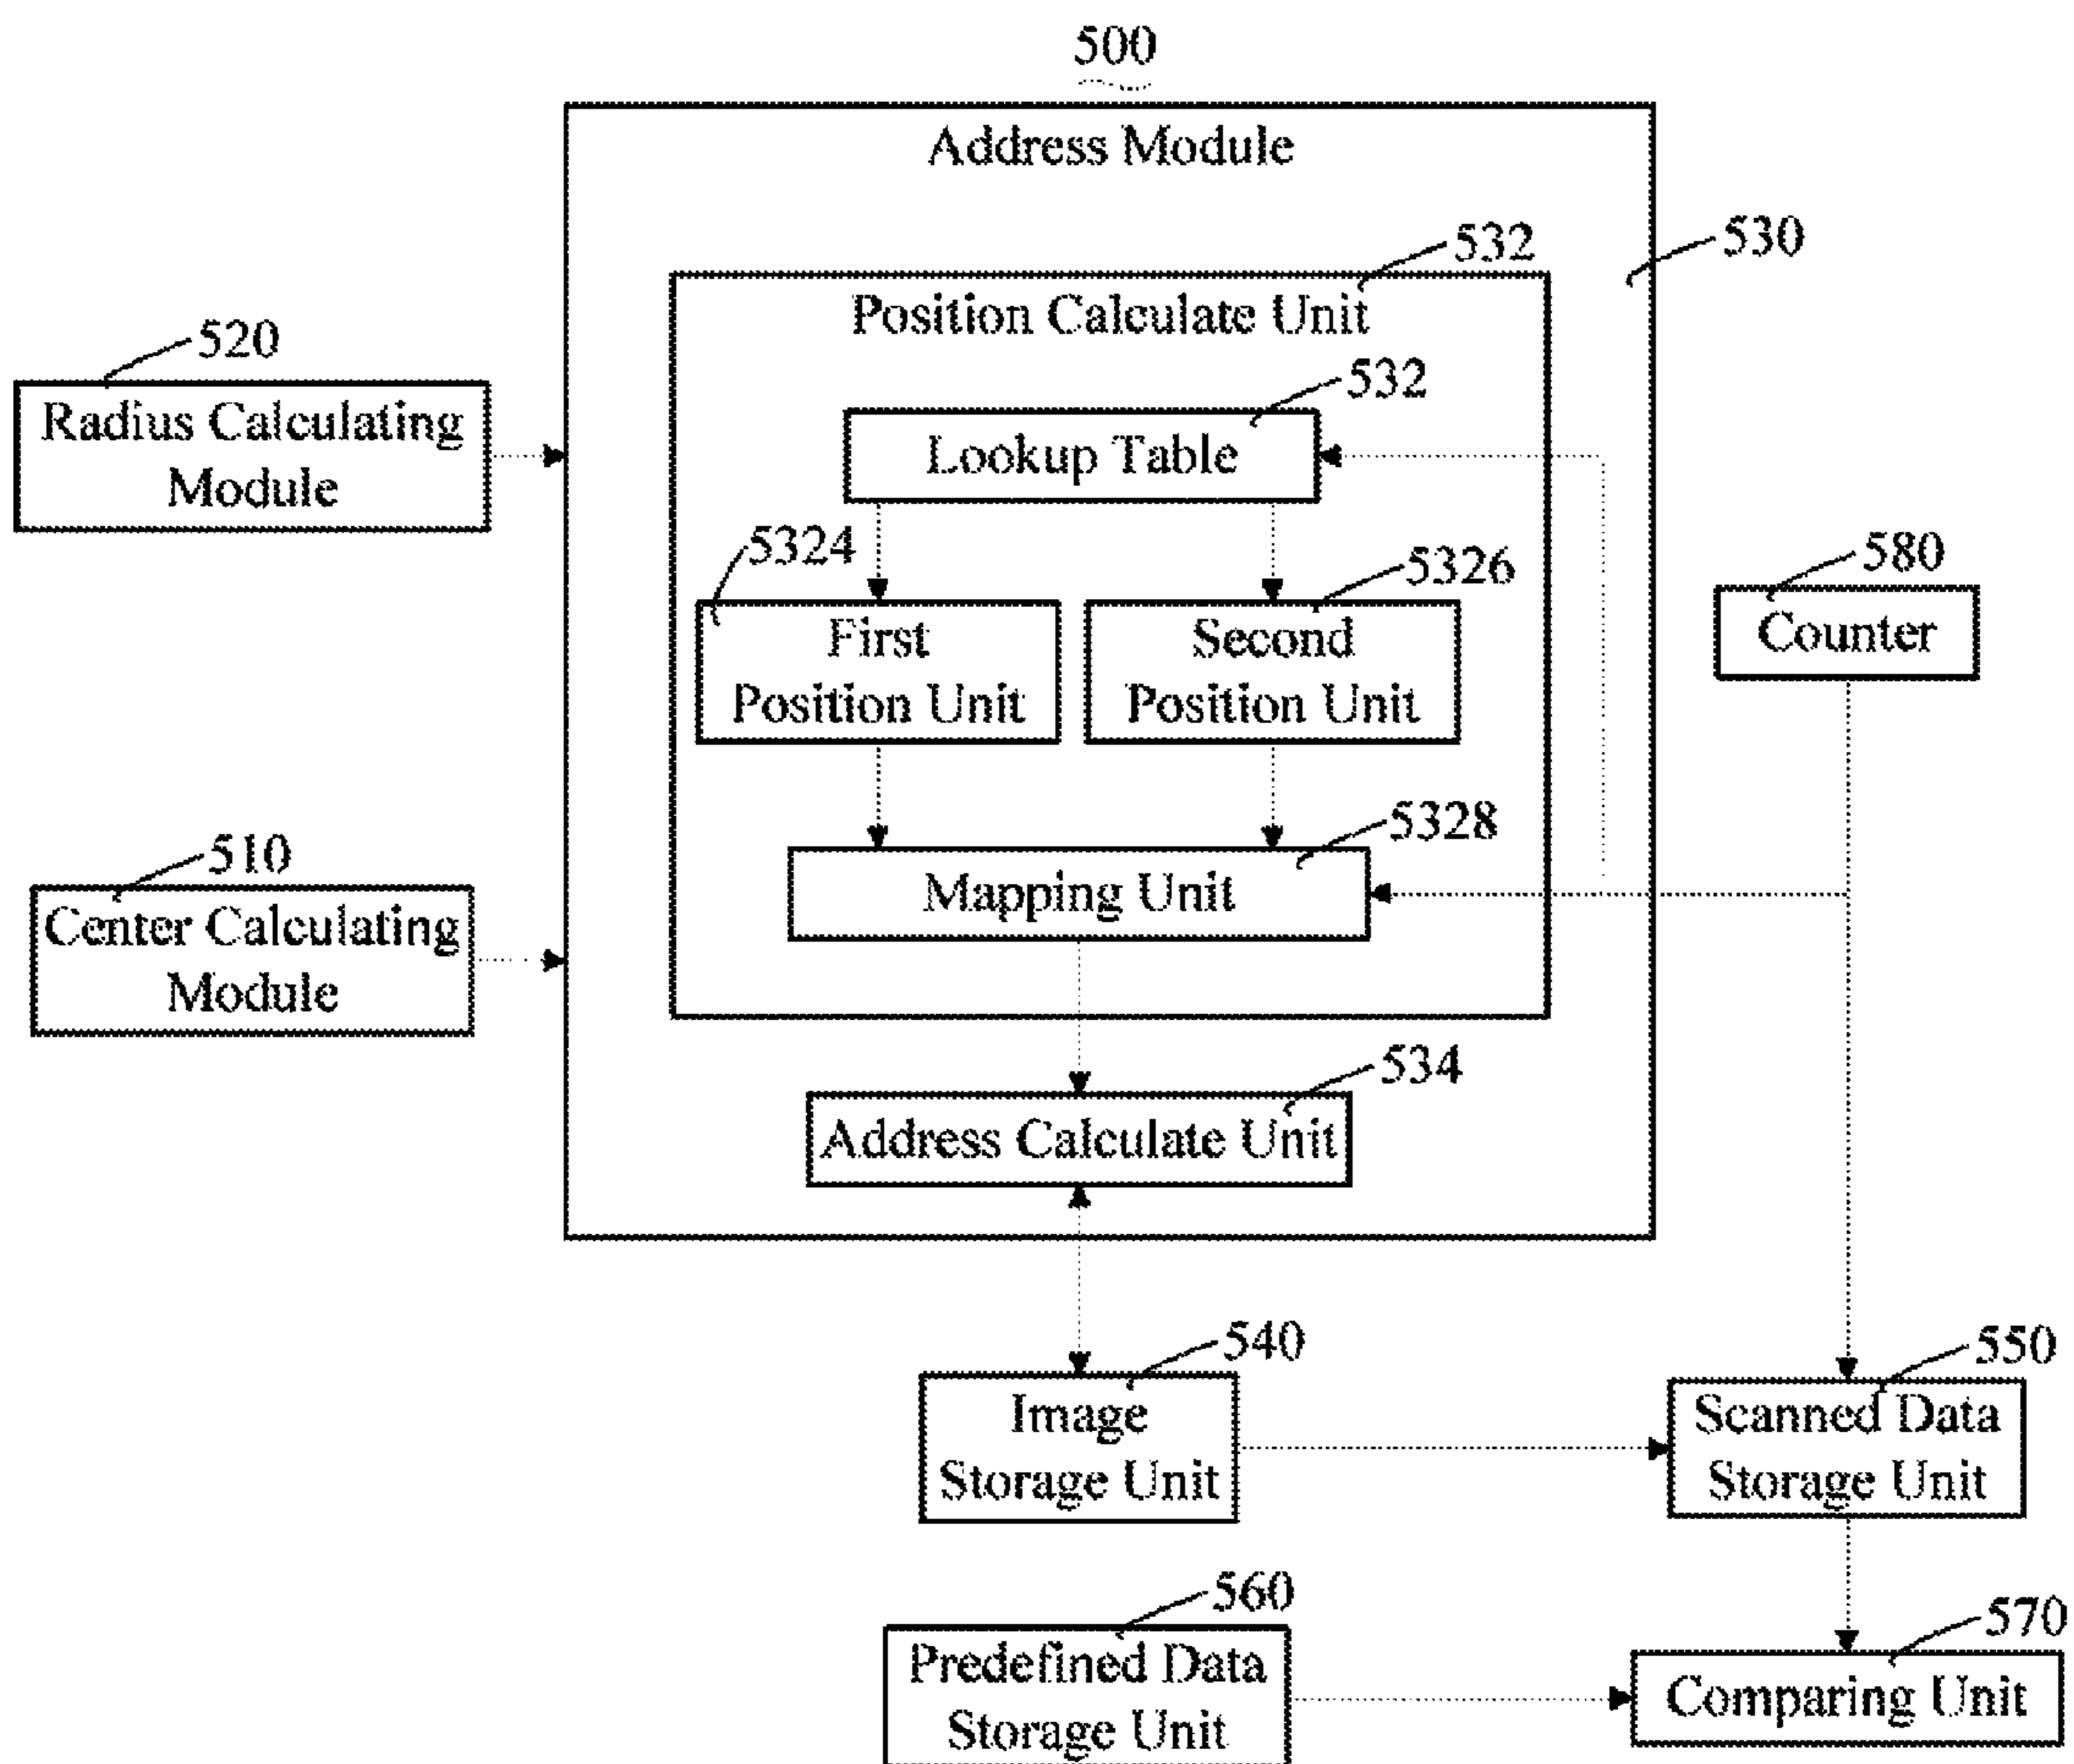 500
Address Module
530
532
Position Calculate Unit
520
Radius Calculating
Module
532
Lookup Table
5324
First
Position Unit
5326
Second
Position Unit
580
Counter
5328
Mapping Unit
510
Center Calculating
Module
534
Address Calculate Unit
540
Image
Storage Unit
550
Scanned Data
Storage Unit
560
Predefined Data
Storage Unit
570
Comparing Unit